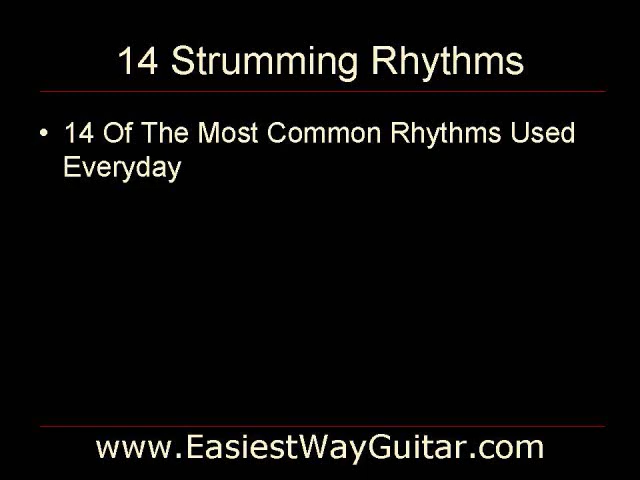 14 Strumming Rhythms
• 14 Of The Most Common Rhythms Used
Everyday
www.EasiestWayGuitar.com